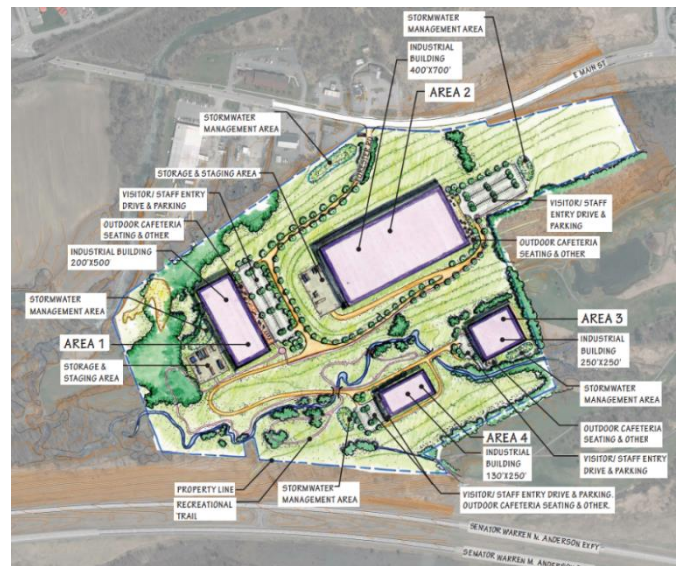 STORMWATER
MANAGEMENT AREA
INDUSTRIAL
BUILDING
400'X700'
AREA 2
E MAIN ST
STORMWATER
MANAGEMENT AREA
STORAGE & STAGING AREA
VISITOR/ STAFF ENTRY
DRIVE & PARKING
OUTDOOR CAFETERIA
SEATING & OTHER
INDUSTRIAL BUILDING
200'X500'
STORMWATER
MANAGEMENT AREA
AREA 1
STORAGE &
STAGING AREA
VISITOR/ STAFF
ENTRY DRIVE &
PARKING
OUTDOOR CAFETERIA
SEATING & OTHER
AREA 3
INDUSTRIAL
BUILDING
250'X250'
STORMWATER
MANAGEMENT AREA
OUTDOOR CAFETERIA
SEATING & OTHER
VISITOR/ STAFF ENTRY
DRIVE & PARKING
AREA 4
INDUSTRIAL
BUILDING
130'X250'
VISITOR/ STAFF ENTRY DRIVE & PARKING.
OUTDOOR CAFETERIA SEATING & OTHER.
PROPERTY LINE
RECREATIONAL
TRAIL
STORMWATER
MANAGEMENT AREA
SENATOR WARREN M. ANDERSON EXPY
SENATOR WARREN M. ANDERSON EXPY